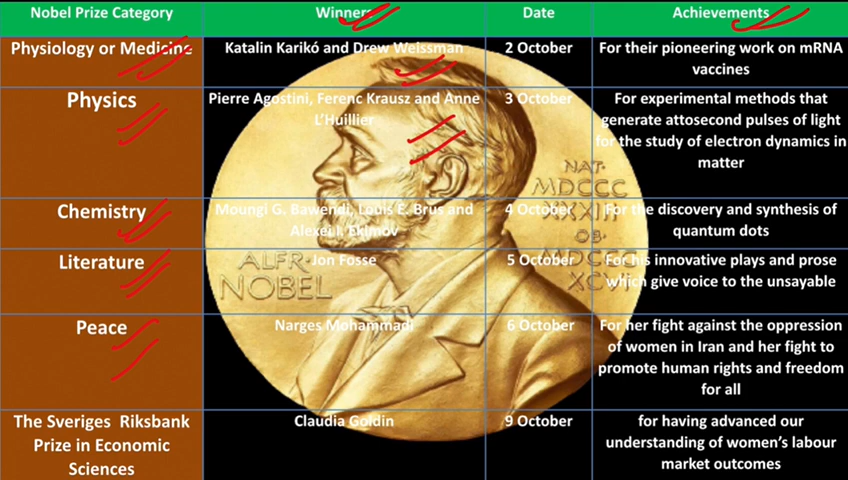 Nobel Prize Category Winners Date Achievements
Physiology or Medicine Katalin Karikó and Drew Weissman 2 October For their pioneering work on mRNA
vaccines
Physics Pierre Agostini, Ferenc Krausz and Anne 3 October For experimental methods that
L'Huillier generate attosecond pulses of light
for the study of electron dynamics in
matter
Chemistry Moungi G. Bawendi, Louis E. Brus and 4 October For the discovery and synthesis of
Alexei I. Ekimov quantum dots
Literature Jon Fosse 5 October For his innovative plays and prose
which give voice to the unsayable
Peace Narges Mohammadi 6 October For her fight against the oppression
of women in Iran and her fight to
promote human rights and freedom
for all
The Sveriges Riksbank Claudia Goldin 9 October for having advanced our
Prize in Economic understanding of women's labour
Sciences market outcomes
ALFR·
NOBEL
NAT·
MDCCC
XXXIII
OB·
MDCCC
XCVI